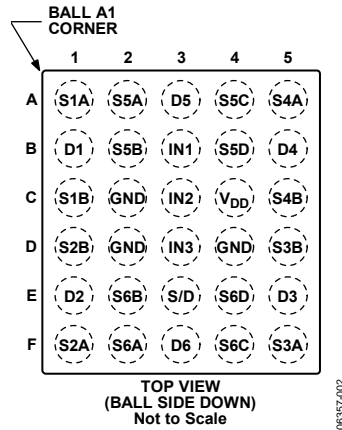 BALL A1
CORNER
1 2 3 4 5
A S1A S5A D5 S5C S4A
B D1 S5B IN1 S5D D4
C S1B GND IN2 VDD S4B
D S2B GND IN3 GND S3B
E D2 S6B S/D S6D D3
F S2A S6A D6 S6C S3A
TOP VIEW
(BALL SIDE DOWN)
Not to Scale
06357-002